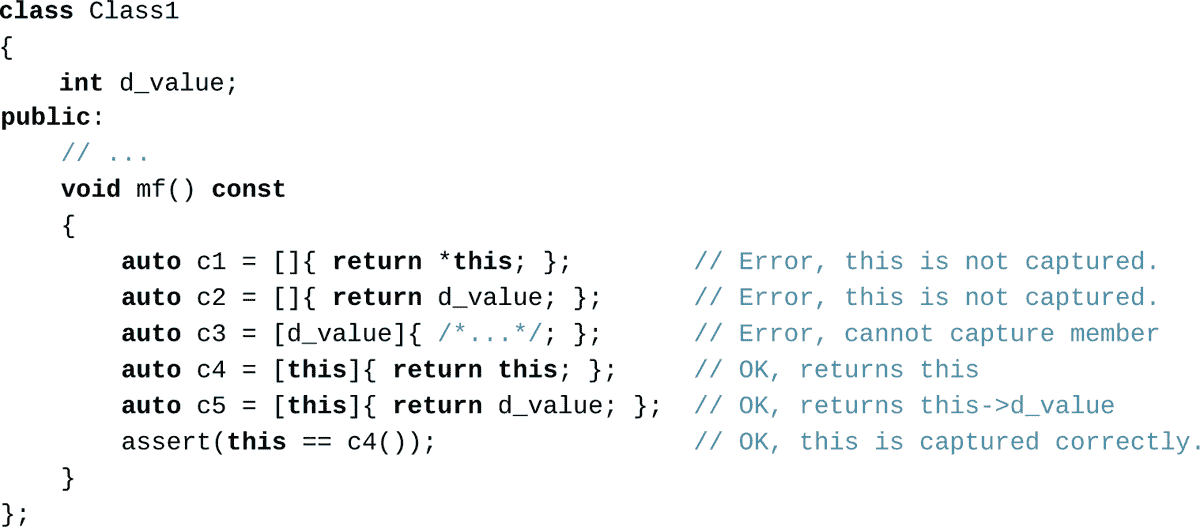 class Class1
{
    int d_value;
public:
    // ...
    void mf() const
    {
        auto c1 = []{ return *this; };        // Error, this is not captured.
        auto c2 = []{ return d_value; };      // Error, this is not captured.
        auto c3 = [d_value]{ /*...*/; };      // Error, cannot capture member
        auto c4 = [this]{ return this; };     // OK, returns this
        auto c5 = [this]{ return d_value; };  // OK, returns this->d_value
        assert(this == c4());                 // OK, this is captured correctly.
    }
};